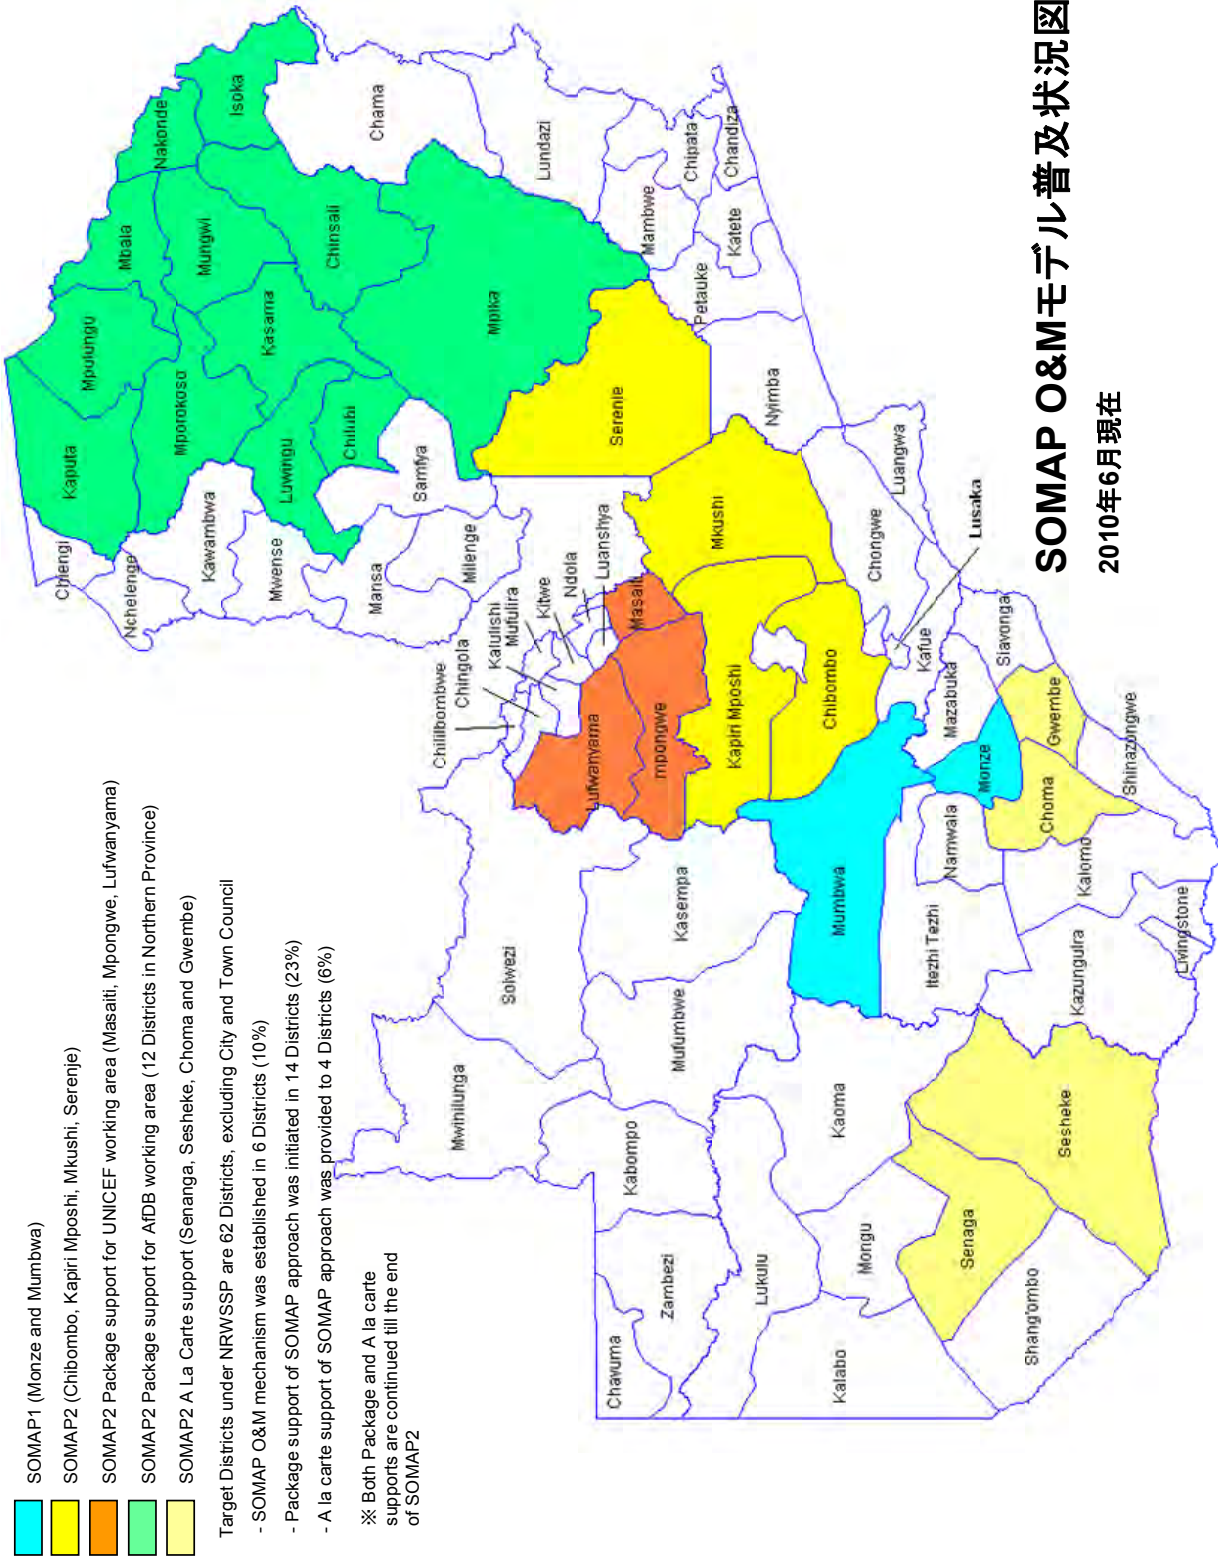 SOMAP O&Mモデル普及状況図
2010年6月現在
SOMAP1 (Monze and Mumbwa)
SOMAP2 (Chibombo, Kapiri Mposhi, Mkushi, Serenje)
SOMAP2 Package support for UNICEF working area (Masaiti, Mpongwe, Lufwanyama)
SOMAP2 Package support for AfDB working area (12 Districts in Northern Province)
SOMAP2 A La Carte support (Senanga, Sesheke, Choma and Gwembe)
Target Districts under NRWSSP are 62 Districts, excluding City and Town Council
- SOMAP O&M mechanism was established in 6 Districts (10%)
- Package support of SOMAP approach was initiated in 14 Districts (23%)
- A la carte support of SOMAP approach was provided to 4 Districts (6%)
※ Both Package and A la carte
supports are continued till the end
of SOMAP2
Kaputa
Mpulungu
Mbala
Nakonde
Isoka
Mporokoso
Mungwi
Kasama
Chinsali
Luwingu
Chilubi
Mpika
Chama
Lundazi
Chiengi
Nchelenge
Kawambwa
Mwense
Mansa
Milenge
Samfya
Serenje
Mambwe
Chipata
Chandiza
Katete
Petauke
Nyimba
Chililbombwe
Chingola
Kalulishi
Mufulira
Kitwe
Ndola
Luanshya
Masaiti
Lufwanyama
mpongwe
Kapiri Mposhi
Mkushi
Chibombo
Chongwe
Luangwa
Lusaka
Kafue
Mazabuka
Siavonga
Gwembe
Monze
Choma
Shinazongwe
Namwala
Kalomo
Mumbwa
Itezhi Tezhi
Kazungulra
Livingstone
Solwezi
Kasempa
Mufumbwe
Mwinilunga
Kabompo
Kaoma
Sesheke
Zambezi
Chavuma
Lukulu
Mongu
Senaga
Kalabo
Shang'ombo